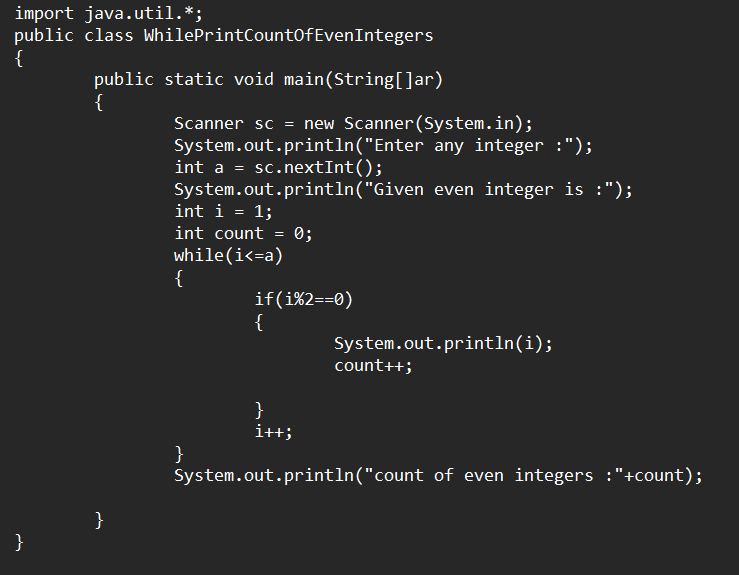 import java.util.*;
public class WhilePrintCountOfEvenIntegers
{
public static void main(String[]ar)
{
Scanner sc = new Scanner(System.in);
System.out.println("Enter any integer :");
int a = sc.nextInt();
System.out.println("Given even integer is :");
int i = 1;
int count = 0;
while(i<=a)
{
if(i%2==0)
{
System.out.println(i);
count++;
}
i++;
}
System.out.println("count of even integers :"+count);
}
}